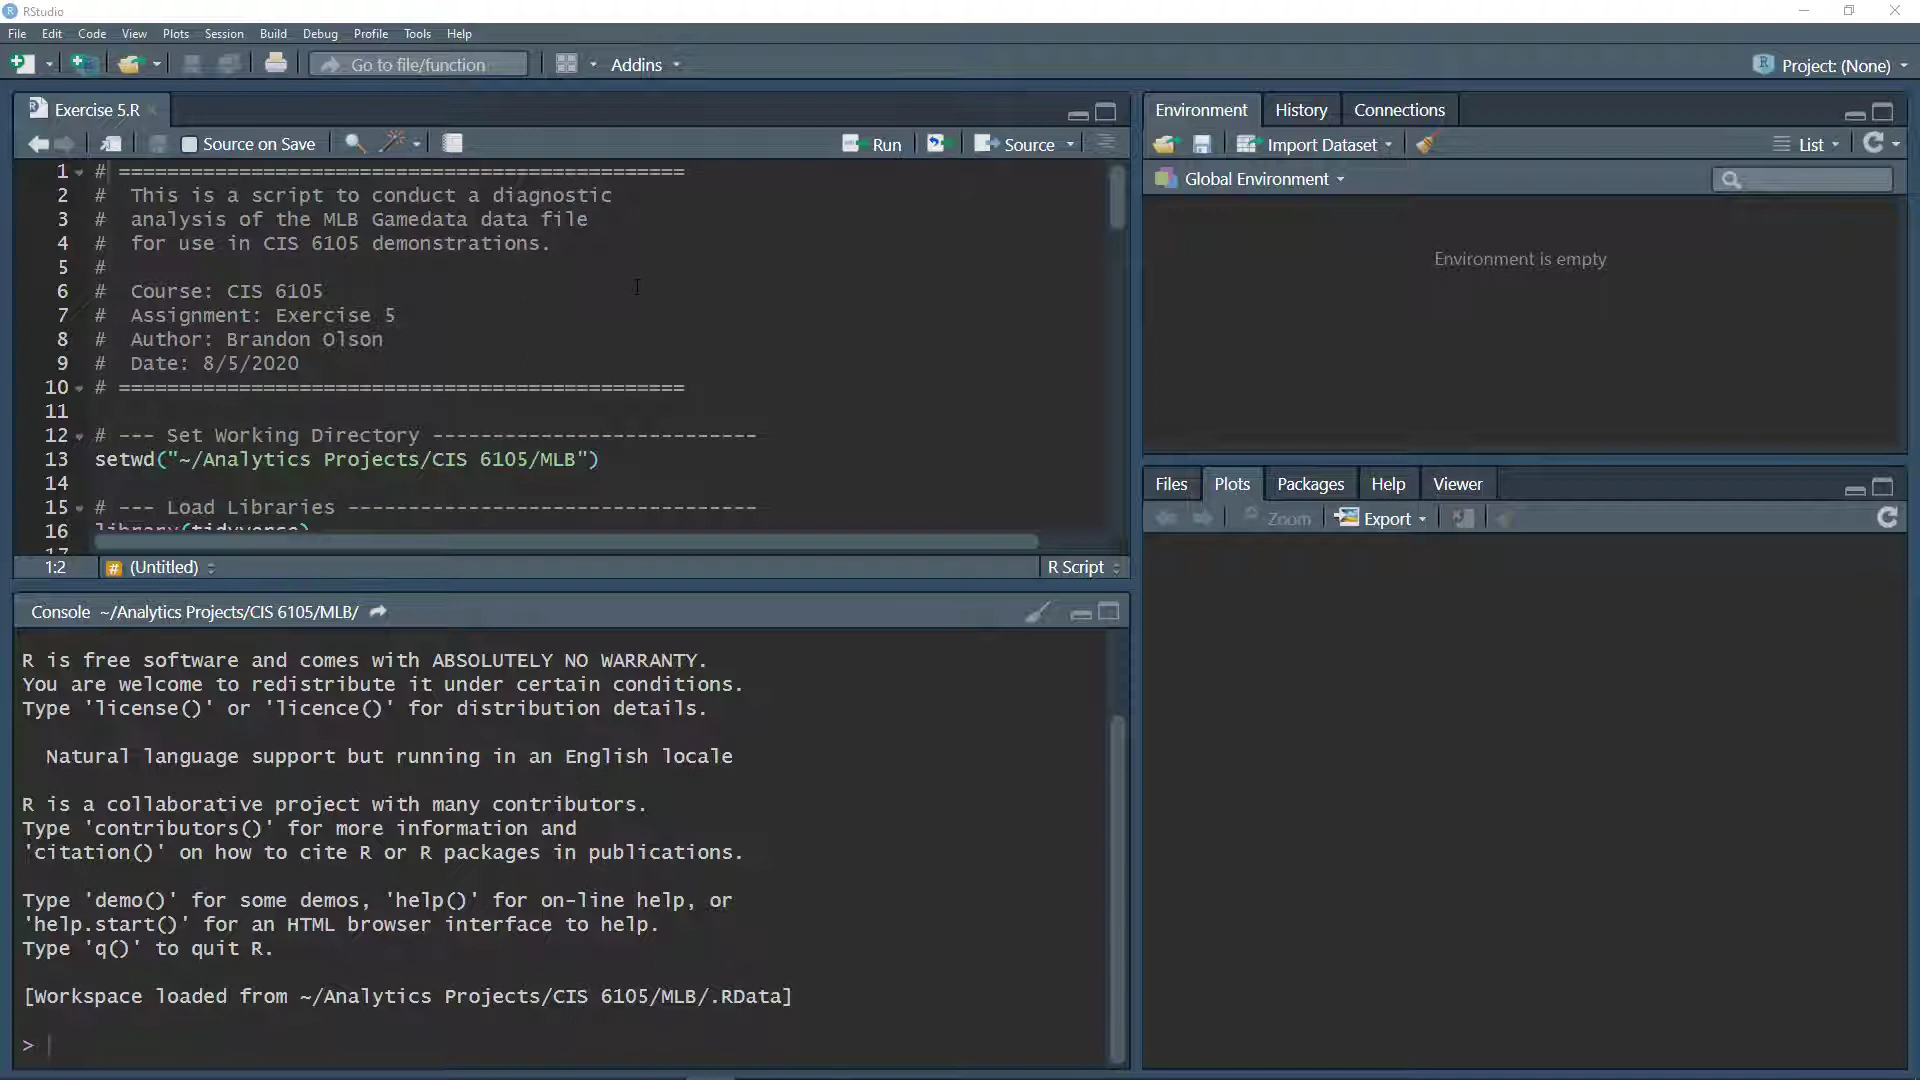 RStudio
File Edit Code View Plots Session Build Debug Profile Tools Help
Go to file/function Addins Project: (None)
Exercise 5.R
Source on Save Run Source
1 # ===============================================
2 #  This is a script to conduct a diagnostic
3 #  analysis of the MLB Gamedata data file
4 #  for use in CIS 6105 demonstrations.
5 #
6 #  Course: CIS 6105
7 #  Assignment: Exercise 5
8 #  Author: Brandon Olson
9 #  Date: 8/5/2020
10 # ===============================================
11
12 # --- Set Working Directory ---------------------------
13 setwd("~/Analytics Projects/CIS 6105/MLB")
14
15 # --- Load Libraries ----------------------------------
16 library(tidyverse)
17
1:2 # (Untitled) R Script
Console ~/Analytics Projects/CIS 6105/MLB/
R is free software and comes with ABSOLUTELY NO WARRANTY.
You are welcome to redistribute it under certain conditions.
Type 'license()' or 'licence()' for distribution details.
Natural language support but running in an English locale
R is a collaborative project with many contributors.
Type 'contributors()' for more information and
'citation()' on how to cite R or R packages in publications.
Type 'demo()' for some demos, 'help()' for on-line help, or
'help.start()' for an HTML browser interface to help.
Type 'q()' to quit R.
[Workspace loaded from ~/Analytics Projects/CIS 6105/MLB/.RData]
>
Environment History Connections
Import Dataset List
Global Environment
Environment is empty
Files Plots Packages Help Viewer
Zoom Export